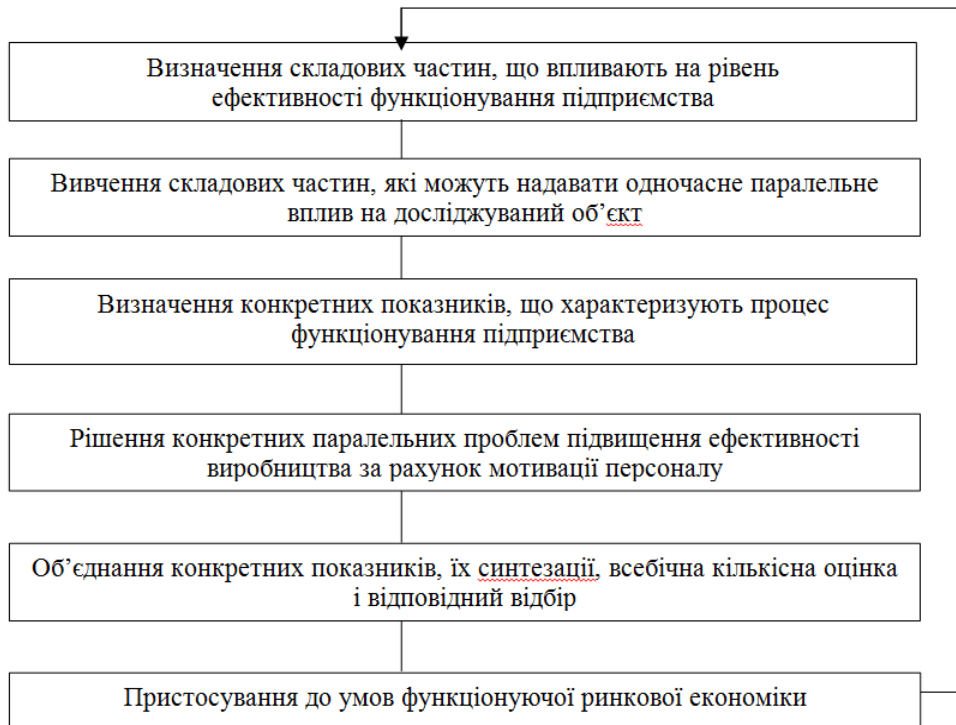 Визначення складових частин, що впливають на рівень
ефективності функціонування підприємства
Вивчення складових частин, які можуть надавати одночасне паралельне
вплив на досліджуваний об’єкт
Визначення конкретних показників, що характеризують процес
функціонування підприємства
Рішення конкретних паралельних проблем підвищення ефективності
виробництва за рахунок мотивації персоналу
Об’єднання конкретних показників, їх синтезації, всебічна кількісна оцінка
і відповідний відбір
Пристосування до умов функціонуючої ринкової економіки